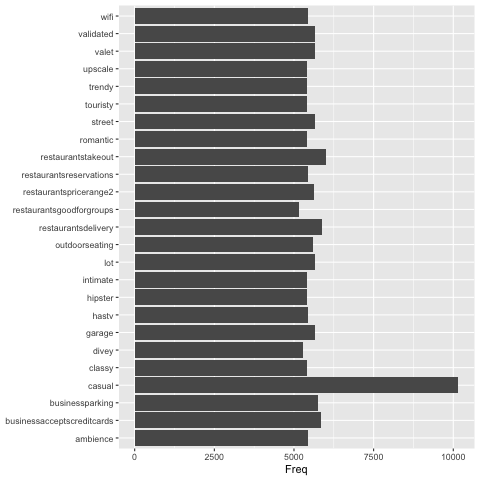 wifi
validated
valet
upscale
trendy
touristy
street
romantic
restaurantstakeout
restaurantsreservations
restaurantspricerange2
restaurantsgoodforgroups
restaurantsdelivery
outdoorseating
lot
intimate
hipster
hastv
garage
divey
classy
casual
businessparking
businessacceptscreditcards
ambience
0 2500 5000 7500 10000
Freq